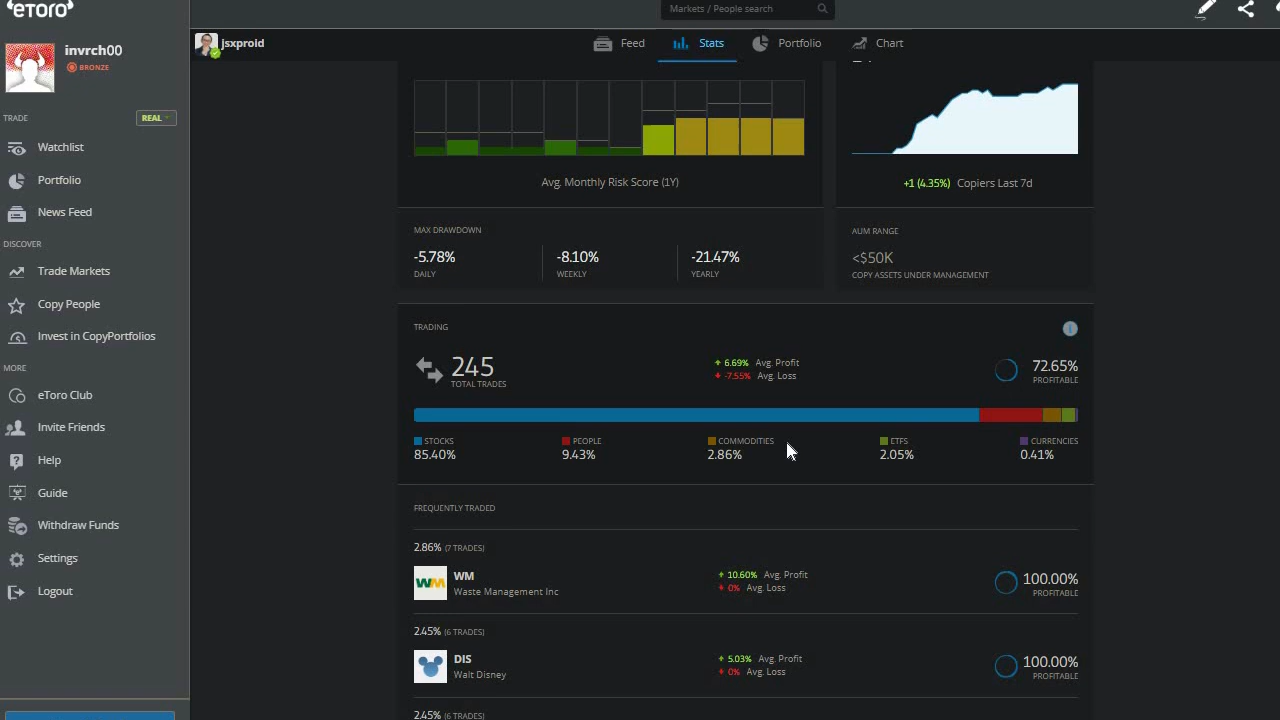 eToro
Markets / People search
invrch00
BRONZE
jsxproid
Feed
Stats
Portfolio
Chart
TRADE
REAL
Watchlist
Portfolio
News Feed
DISCOVER
Trade Markets
Copy People
Invest in CopyPortfolios
MORE
eToro Club
Invite Friends
Help
Guide
Withdraw Funds
Settings
Logout
Avg. Monthly Risk Score (1Y)
+1 (4.35%) Copiers Last 7d
MAX DRAWDOWN
-5.78%
DAILY
-8.10%
WEEKLY
-21.47%
YEARLY
AUM RANGE
<$50K
COPY ASSETS UNDER MANAGEMENT
TRADING
245
TOTAL TRADES
6.69% Avg. Profit
-7.55% Avg. Loss
72.65%
PROFITABLE
STOCKS
85.40%
PEOPLE
9.43%
COMMODITIES
2.86%
ETFS
2.05%
CURRENCIES
0.41%
FREQUENTLY TRADED
2.86% (7 TRADES)
WM
WM
Waste Management Inc
10.60% Avg. Profit
0% Avg. Loss
100.00%
PROFITABLE
2.45% (6 TRADES)
DIS
Walt Disney
5.03% Avg. Profit
0% Avg. Loss
100.00%
PROFITABLE
2.45% (6 TRADES)